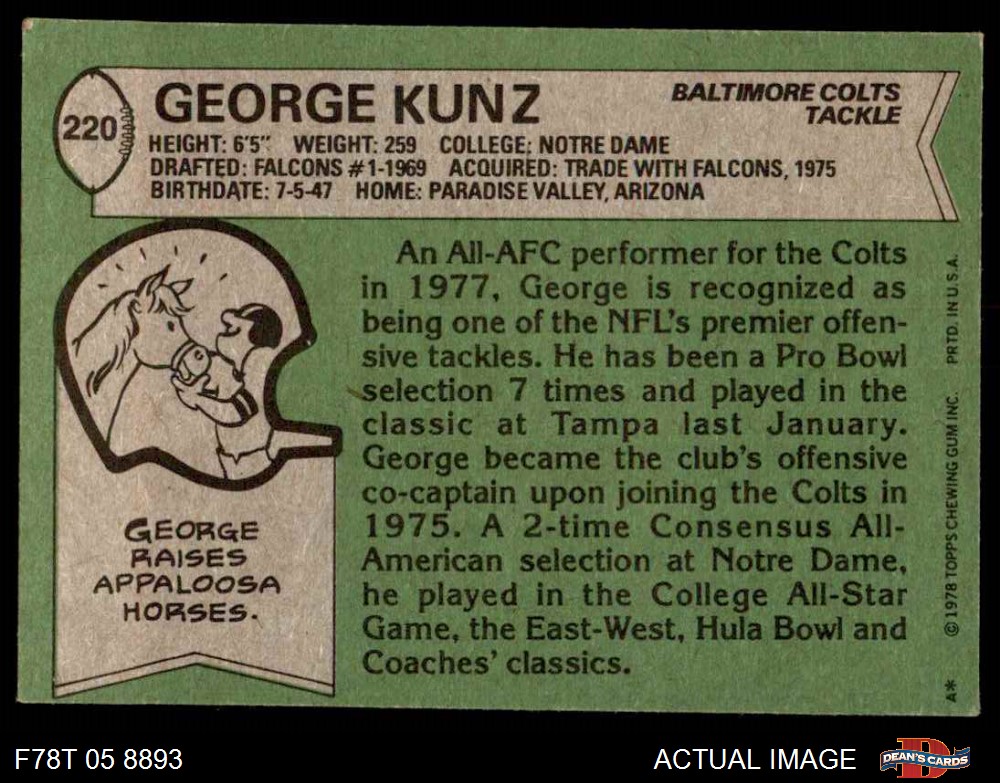 220
GEORGE KUNZ
BALTIMORE COLTS
TACKLE
HEIGHT: 6'5" WEIGHT: 259 COLLEGE: NOTRE DAME
DRAFTED: FALCONS #1-1969 ACQUIRED: TRADE WITH FALCONS, 1975
BIRTHDATE: 7-5-47 HOME: PARADISE VALLEY, ARIZONA
GEORGE
RAISES
APPALOOSA
HORSES.
An All-AFC performer for the Colts
in 1977, George is recognized as
being one of the NFL's premier offen-
sive tackles. He has been a Pro Bowl
selection 7 times and played in the
classic at Tampa last January.
George became the club's offensive
co-captain upon joining the Colts in
1975. A 2-time Consensus All-
American selection at Notre Dame,
he played in the College All-Star
Game, the East-West, Hula Bowl and
Coaches' classics.
A* © 1978 TOPPS CHEWING GUM INC. PRTD. IN U.S.A.
F78T 05 8893
ACTUAL IMAGE
DEAN'S CARDS